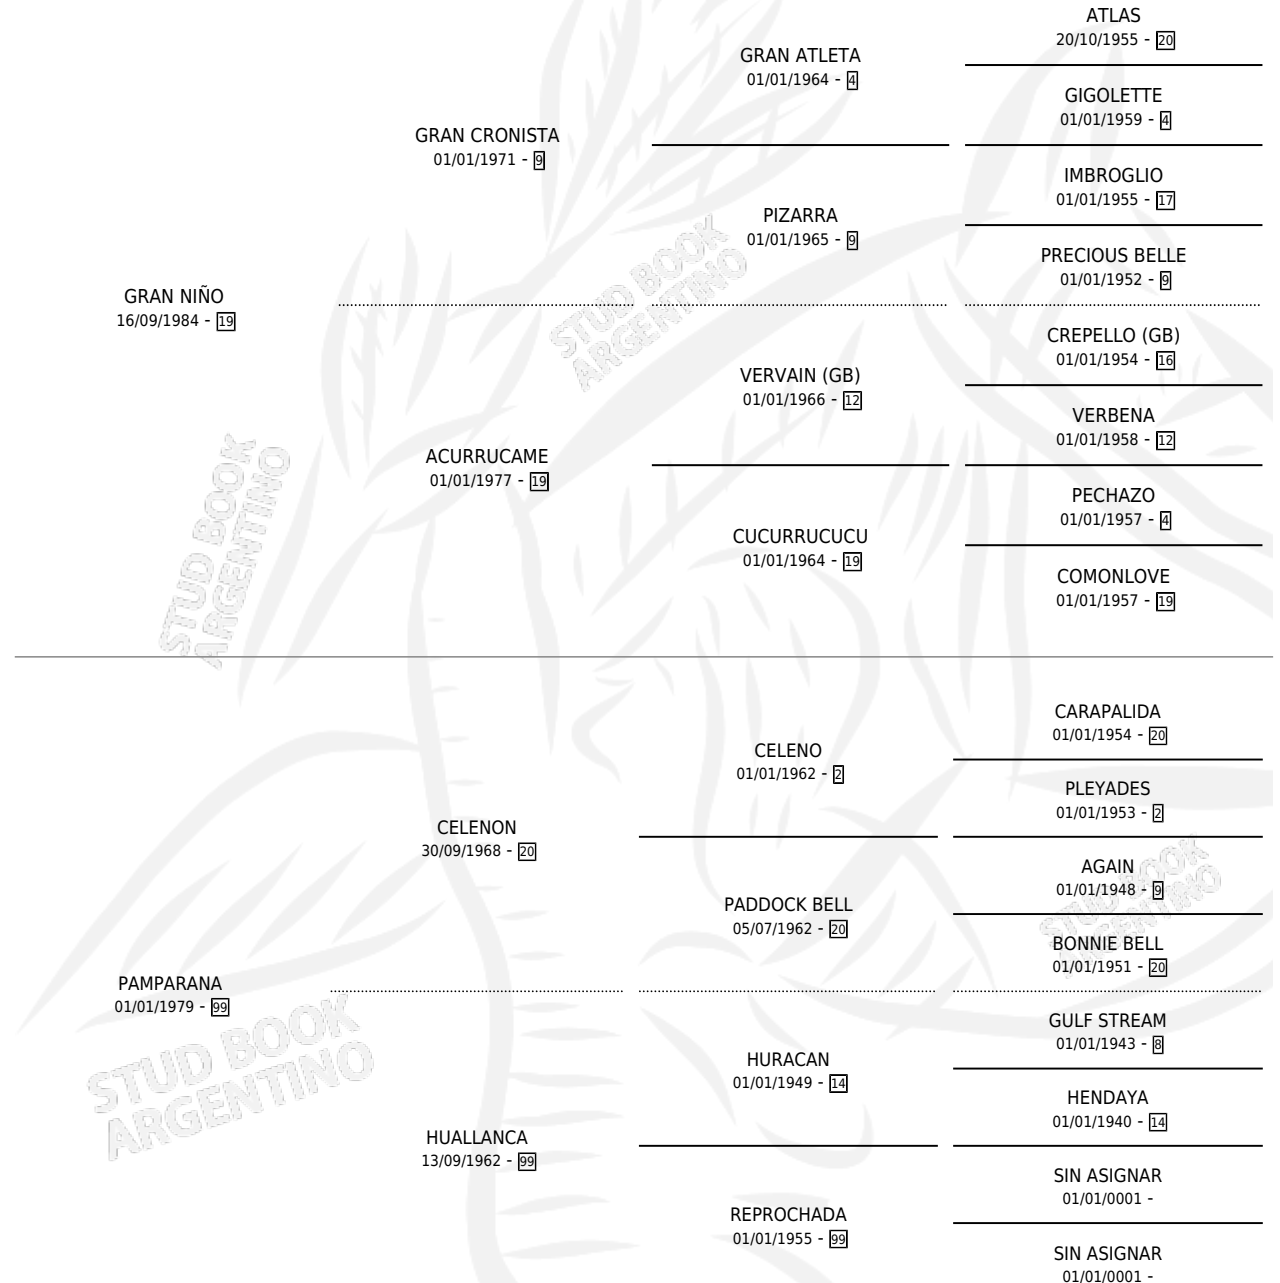 ATLAS
20/10/1955 - 20
GRAN ATLETA
01/01/1964 - 4
GIGOLETTE
01/01/1959 - 4
GRAN CRONISTA
01/01/1971 - 9
IMBROGLIO
01/01/1955 - 17
PIZARRA
01/01/1965 - 9
PRECIOUS BELLE
01/01/1952 - 9
GRAN NIÑO
16/09/1984 - 19
CREPELLO (GB)
01/01/1954 - 16
VERVAIN (GB)
01/01/1966 - 12
VERBENA
01/01/1958 - 12
ACURRUCAME
01/01/1977 - 19
PECHAZO
01/01/1957 - 4
CUCURRUCUCU
01/01/1964 - 19
COMONLOVE
01/01/1957 - 19
CARAPALIDA
01/01/1954 - 20
CELENO
01/01/1962 - 2
PLEYADES
01/01/1953 - 2
CELENON
30/09/1968 - 20
AGAIN
01/01/1948 - 9
PADDOCK BELL
05/07/1962 - 20
BONNIE BELL
01/01/1951 - 20
PAMPARANA
01/01/1979 - 99
GULF STREAM
01/01/1943 - 8
HURACAN
01/01/1949 - 14
HENDAYA
01/01/1940 - 14
HUALLANCA
13/09/1962 - 99
SIN ASIGNAR
01/01/0001 -
REPROCHADA
01/01/1955 - 99
SIN ASIGNAR
01/01/0001 -
STUD BOOK
ARGENTINO
STUD BOOK
ARGENTINO
STUD BOOK
ARGENTINO
STUD BOOK
ARGENTINO